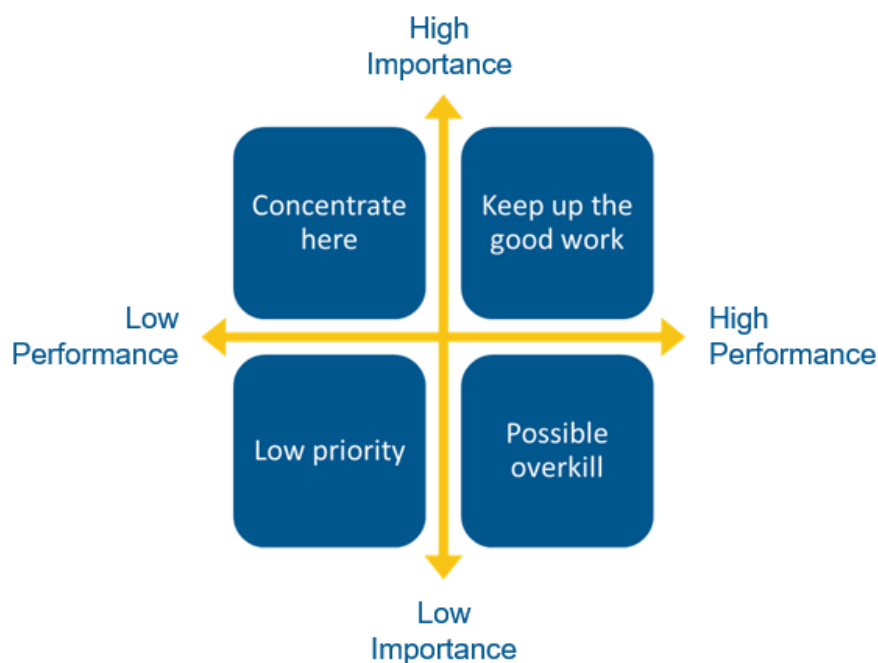 High
Importance
Concentrate
here
Keep up the
good work
Low
Performance
High
Performance
Low priority
Possible
overkill
Low
Importance